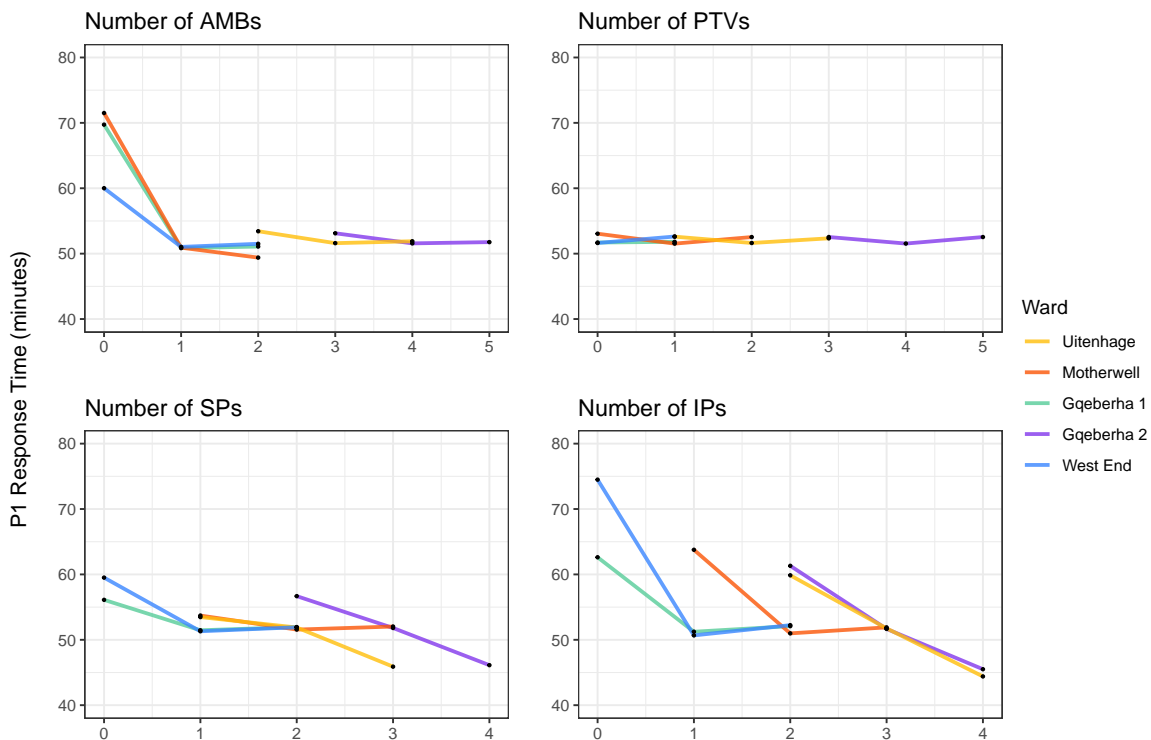 Number of AMBs
80
70
60
50
40
0 1 2 3 4 5
Number of PTVs
80
70
60
50
40
0 1 2 3 4 5
P1 Response Time (minutes)
Number of SPs
80
70
60
50
40
0 1 2 3 4
Number of IPs
80
70
60
50
40
0 1 2 3 4
Ward
Uitenhage
Motherwell
Gqeberha 1
Gqeberha 2
West End